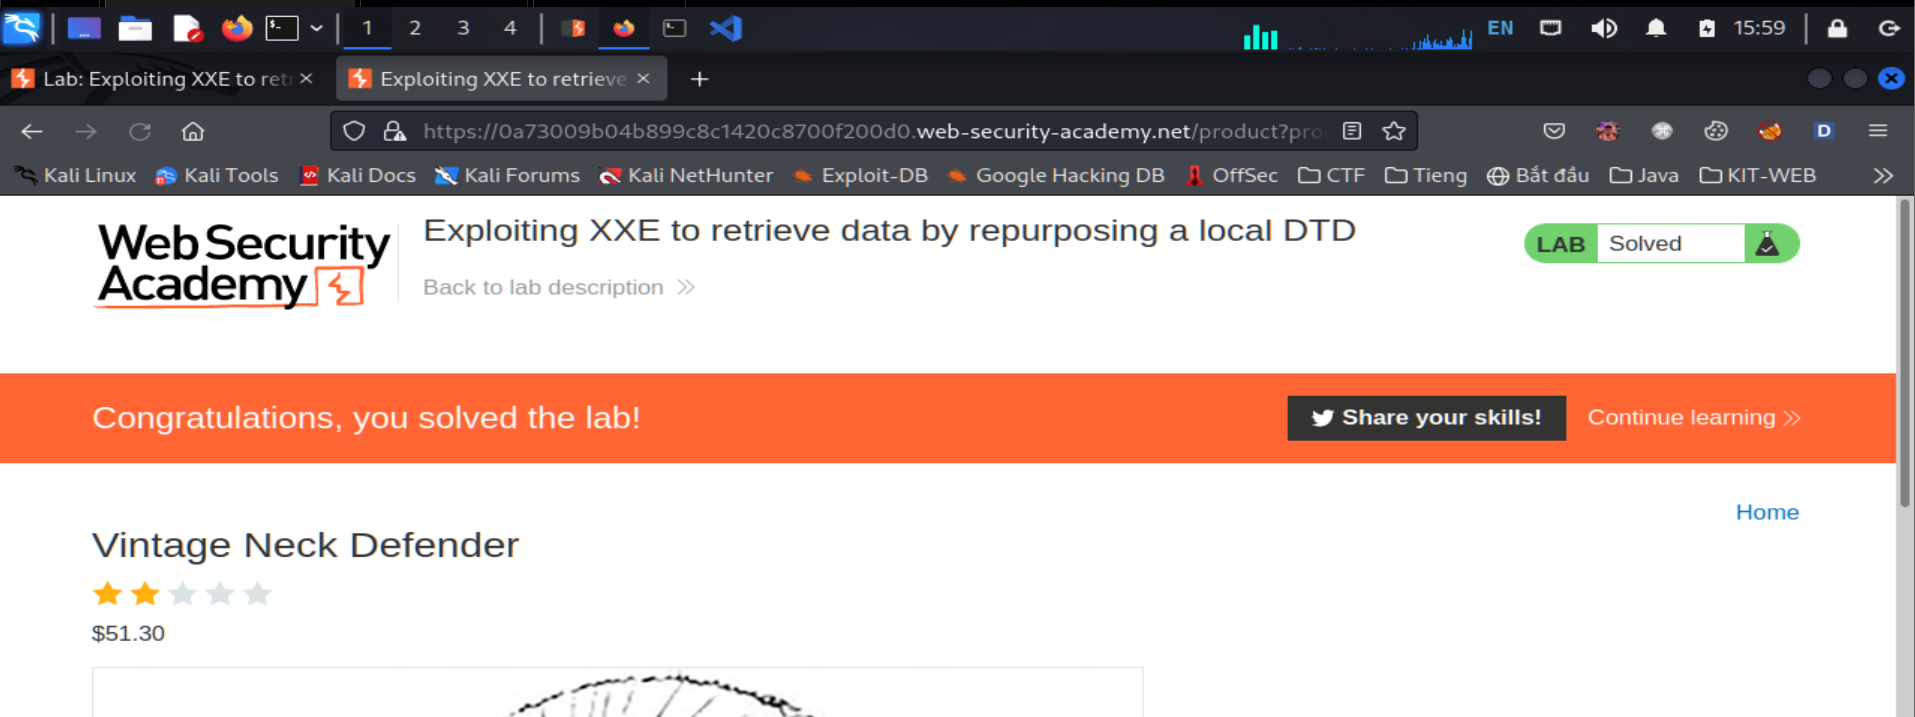 1 2 3 4 EN 15:59
Lab: Exploiting XXE to retr Exploiting XXE to retrieve
https://0a73009b04b899c8c1420c8700f200d0.web-security-academy.net/product?pro
Kali Linux Kali Tools Kali Docs Kali Forums Kali NetHunter Exploit-DB Google Hacking DB OffSec CTF Tieng Bắt đầu Java KIT-WEB
Web Security
Academy
Exploiting XXE to retrieve data by repurposing a local DTD
Back to lab description
LAB Solved
Congratulations, you solved the lab!
Share your skills! Continue learning
Home
Vintage Neck Defender
$51.30